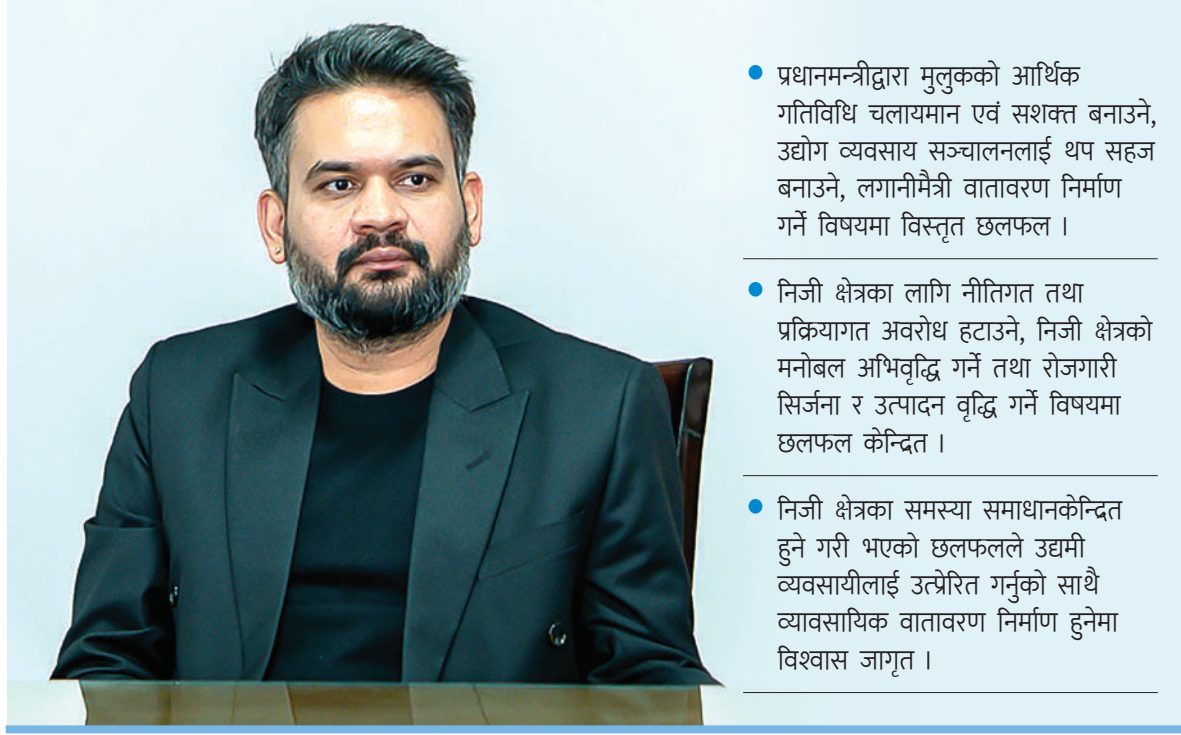 • प्रधानमन्त्रीद्वारा मुलुकको आर्थिक
गतिविधि चलायमान एवं सशक्त बनाउने,
उद्योग व्यवसाय सञ्चालनलाई थप सहज
बनाउने, लगानीमैत्री वातावरण निर्माण
गर्ने विषयमा विस्तृत छलफल ।
• निजी क्षेत्रका लागि नीतिगत तथा
प्रक्रियागत अवरोध हटाउने, निजी क्षेत्रको
मनोबल अभिवृद्धि गर्ने तथा रोजगारी
सिर्जना र उत्पादन वृद्धि गर्ने विषयमा
छलफल केन्द्रित ।
• निजी क्षेत्रका समस्या समाधानकेन्द्रित
हुने गरी भएको छलफलले उद्यमी
व्यवसायीलाई उत्प्रेरित गर्नुको साथै
व्यावसायिक वातावरण निर्माण हुनेमा
विश्वास जागृत ।